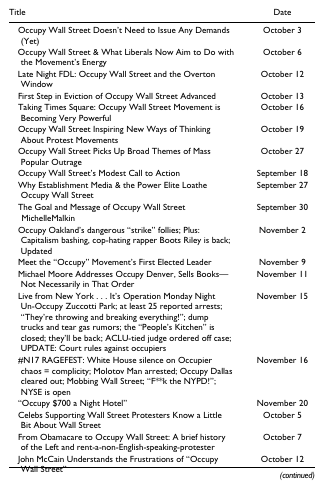 Title Date
Occupy Wall Street Doesn't Need to Issue Any Demands October 3
(Yet)
Occupy Wall Street & What Liberals Now Aim to Do with October 6
the Movement's Energy
Late Night FDL: Occupy Wall Street and the Overton October 12
Window
First Step in Eviction of Occupy Wall Street Advanced October 13
Taking Times Square: Occupy Wall Street Movement is October 16
Becoming Very Powerful
Occupy Wall Street Inspiring New Ways of Thinking October 19
About Protest Movements
Occupy Wall Street Picks Up Broad Themes of Mass October 27
Popular Outrage
Occupy Wall Street's Modest Call to Action September 18
Why Establishment Media & the Power Elite Loathe September 27
Occupy Wall Street
The Goal and Message of Occupy Wall Street September 30
MichelleMalkin
Occupy Oakland's dangerous "strike" follies; Plus: November 2
Capitalism bashing, cop-hating rapper Boots Riley is back;
Updated
Meet the "Occupy" Movement's First Elected Leader November 9
Michael Moore Addresses Occupy Denver, Sells Books— November 11
Not Necessarily in That Order
Live from New York . . . It's Operation Monday Night November 15
Un-Occupy Zuccotti Park; at least 25 reported arrests;
"They're throwing and breaking everything!"; dump
trucks and tear gas rumors; the "People's Kitchen" is
closed; they'll be back; ACLU-tied judge ordered off case;
UPDATE: Court rules against occupiers
#N17 RAGEFEST: White House silence on Occupier November 16
chaos = complicity; Molotov Man arrested; Occupy Dallas
cleared out; Mobbing Wall Street; "F**k the NYPD!";
NYSE is open
"Occupy $700 a Night Hotel" November 20
Celebs Supporting Wall Street Protesters Know a Little October 5
Bit About Wall Street
From Obamacare to Occupy Wall Street: A brief history October 7
of the Left and rent-a-non-English-speaking-protester
John McCain Understands the Frustrations of "Occupy October 12
Wall Street"
(continued)